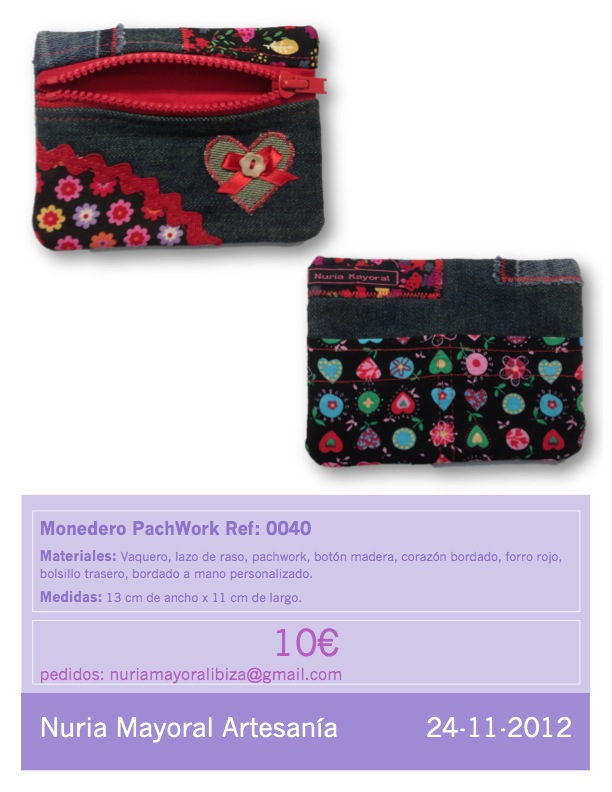 Nuria Mayoral
Monedero PachWork Ref: 0040
Materiales: Vaquero, lazo de raso, pachwork, botón madera, corazón bordado, forro rojo,
bolsillo trasero, bordado a mano personalizado.
Medidas: 13 cm de ancho x 11 cm de largo.
10€
pedidos: nuriamayoralibiza@gmail.com
Nuria Mayoral Artesanía 24-11-2012